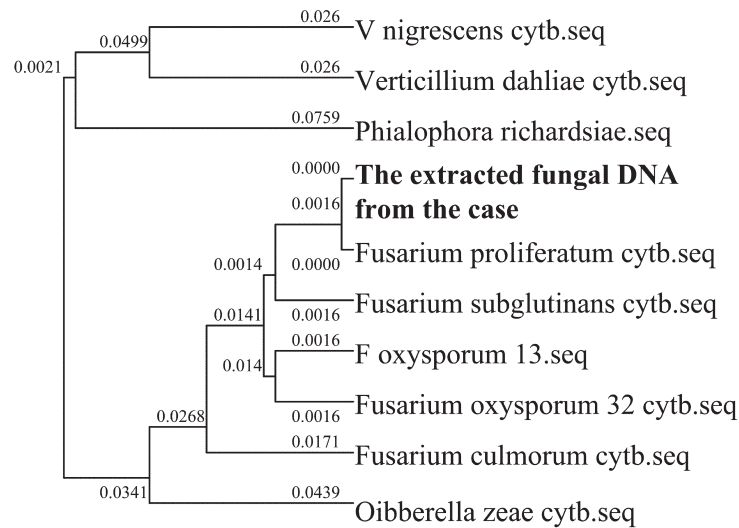 0.026
V nigrescens cytb.seq
0.0499
0.0021
0.026
Verticillium dahliae cytb.seq
0.0759
Phialophora richardsiae.seq
0.0000
The extracted fungal DNA
0.0016
from the case
Fusarium proliferatum cytb.seq
0.0014
0.0000
Fusarium subglutinans cytb.seq
0.0141
0.0016
0.0016
F oxysporum 13.seq
0.014
Fusarium oxysporum 32 cytb.seq
0.0268
0.0016
0.0171
Fusarium culmorum cytb.seq
0.0341
0.0439
Oibberella zeae cytb.seq